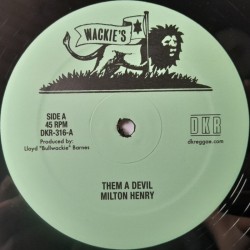 WACKIE'S
SIDE A
45 RPM
DKR-316-A
Produced by:
Lloyd "Bullwackie" Barnes
DKR
dkreggae.com
THEM A DEVIL
MILTON HENRY